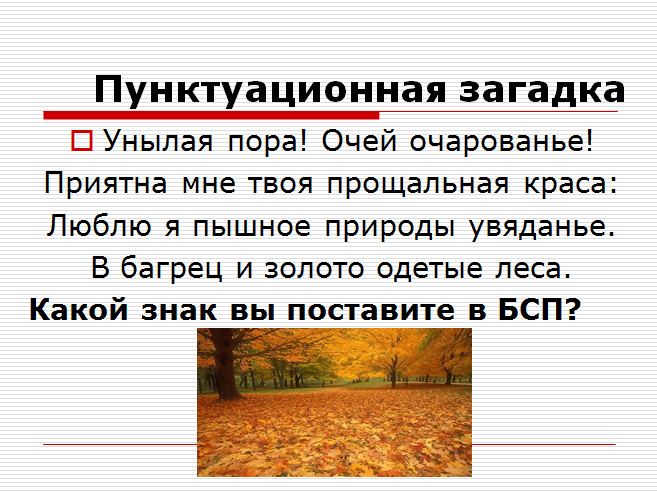 Пунктуационная загадка
Унылая пора! Очей очарованье!
Приятна мне твоя прощальная краса:
Люблю я пышное природы увяданье.
В багрец и золото одетые леса.
Какой знак вы поставите в БСП?